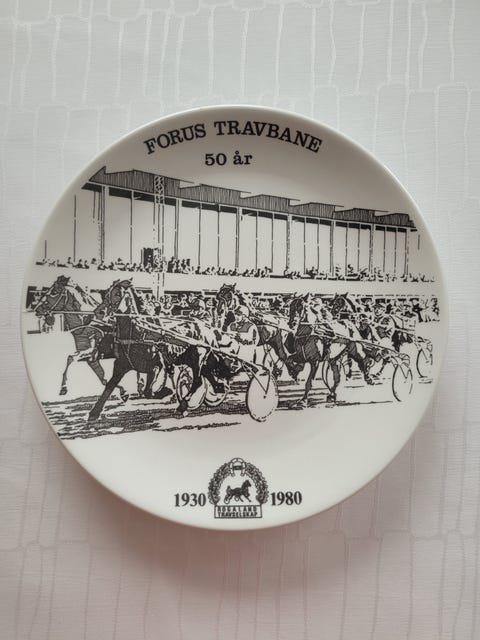 FORUS TRAVBANE
50 år
1930 1980
ROGALAND
TRAVSELSKAP